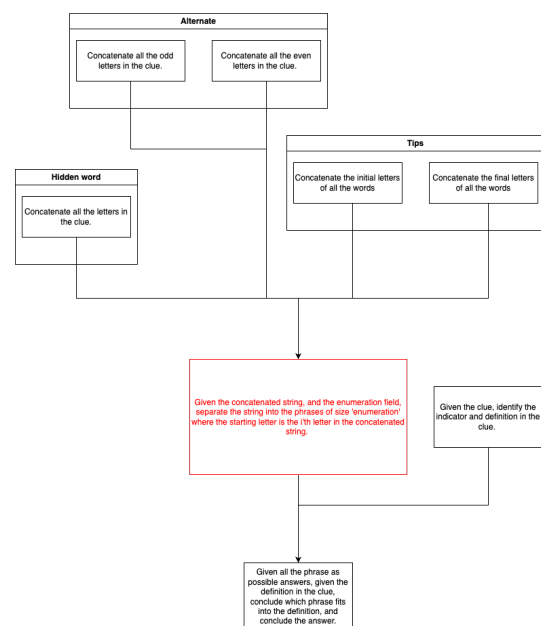 Alternate
Concatenate all the odd
letters in the clue.
Concatenate all the even
letters in the clue.
Tips
Concatenate the initial letters
of all the words
Concatenate the final letters
of all the words
Hidden word
Concatenate all the letters in
the clue.
Given the concatenated string, and the enumeration field,
separate the string into the phrases of size 'enumeration'
where the starting letter is the i'th letter in the concatenated
string.
Given the clue, identify the
indicator and definition in the
clue.
Given all the phrase as
possible answers, given the
definition in the clue,
conclude which phrase fits
into the definition, and
conclude the answer.